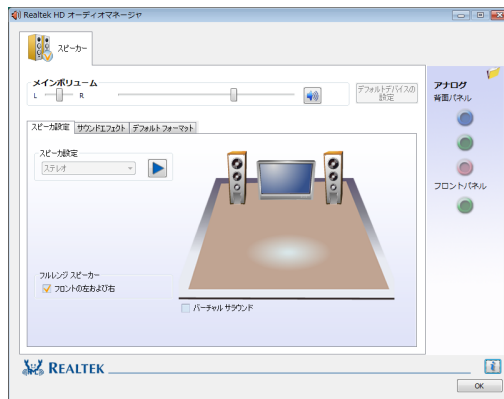 Realtek HD オーディオマネージャ
スピーカー
メインボリューム
L
R
デフォルトデバイスの
設定
アナログ
背面パネル
フロントパネル
スピーカ設定
サウンドエフェクト
デフォルト フォーマット
スピーカ設定
ステレオ
フルレンジ スピーカー
フロントの左および右
バーチャル サラウンド
REALTEK
OK